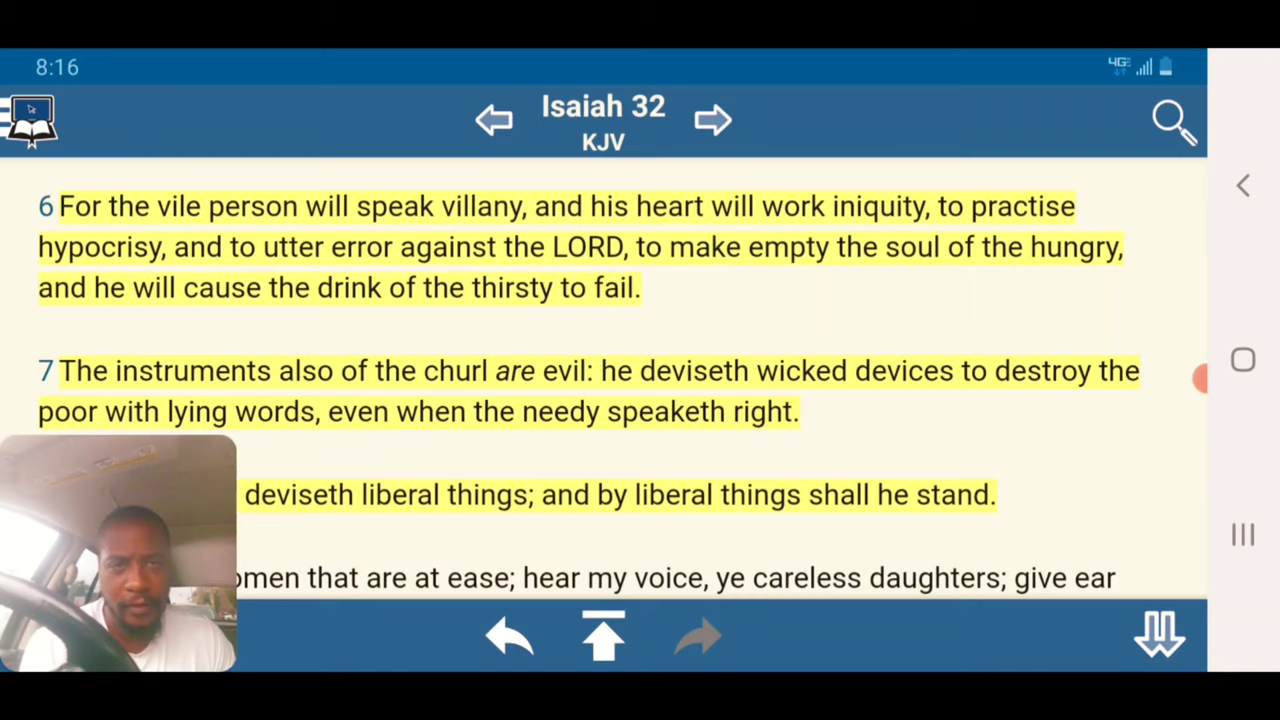 8:16
4GE
Isaiah 32
KJV
6 For the vile person will speak villany, and his heart will work iniquity, to practise
hypocrisy, and to utter error against the LORD, to make empty the soul of the hungry,
and he will cause the drink of the thirsty to fail.
7 The instruments also of the churl are evil: he deviseth wicked devices to destroy the
poor with lying words, even when the needy speaketh right.
deviseth liberal things; and by liberal things shall he stand.
that are at ease; hear my voice, ye careless daughters; give ear